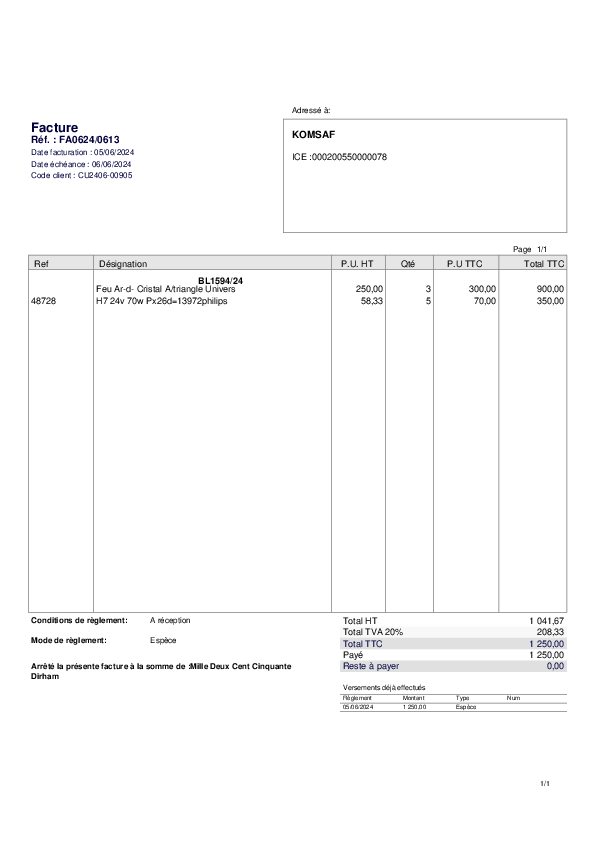 Adressé à:
Facture
Réf. : FA0624/0613
Date facturation : 05/06/2024
Date échéance : 06/06/2024
Code client : CU2406-00905
KOMSAF
ICE :000200550000078
Page 1/1
Ref Désignation P.U. HT Qté P.U TTC Total TTC
BL1594/24
Feu Ar-d- Cristal A/triangle Univers 250,00 3 300,00 900,00
48728 H7 24v 70w Px26d=13972philips 58,33 5 70,00 350,00
Conditions de règlement: A réception
Mode de règlement: Espèce
Arrêté la présente facture à la somme de :Mille Deux Cent Cinquante
Dirham
Total HT 1 041,67
Total TVA 20% 208,33
Total TTC 1 250,00
Payé 1 250,00
Reste à payer 0,00
Versements déjà effectués
Règlement Montant Type Num
05/06/2024 1 250,00 Espèce
1/1